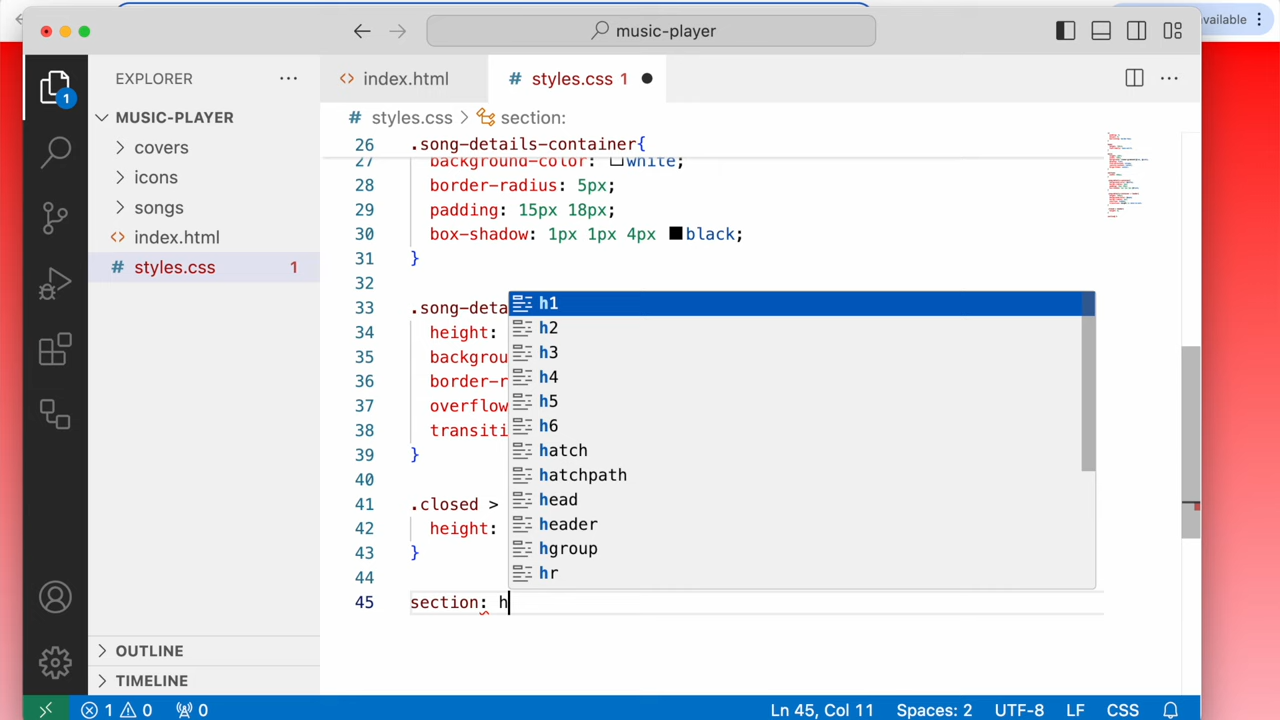 vailable
music-player
EXPLORER
MUSIC-PLAYER
covers
icons
songs
index.html
# styles.css 1
OUTLINE
TIMELINE
index.html
# styles.css 1
# styles.css > section:
26 .song-details-container{
27 background-color: white;
28 border-radius: 5px;
29 padding: 15px 18px;
30 box-shadow: 1px 1px 4px black;
31 }
32
33 .song-deta
34 height:
35 backgrou
36 border-r
37 overflow
38 transiti
39 }
40
41 .closed >
42 height:
43 }
44
45 section: h
h1
h2
h3
h4
h5
h6
hatch
hatchpath
head
header
hgroup
hr
1
1 0 0
Ln 45, Col 11 Spaces: 2 UTF-8 LF CSS